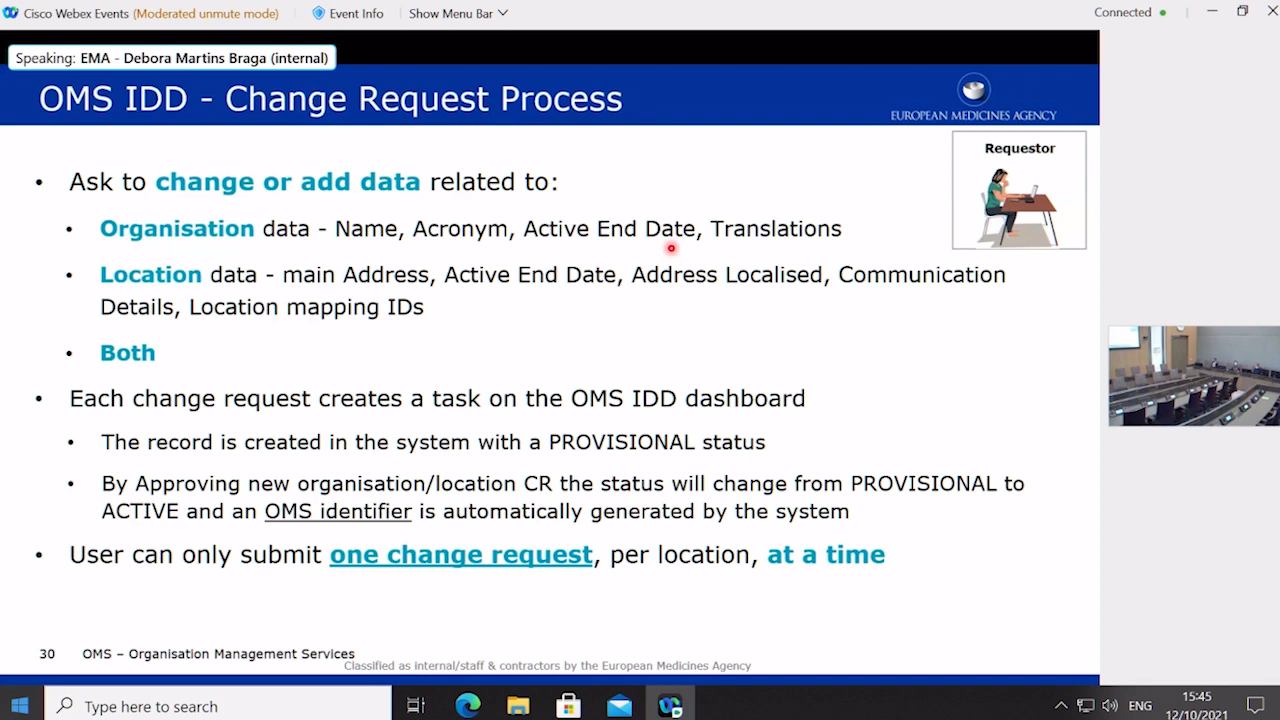 Cisco Webex Events (Moderated unmute mode) Event Info Show Menu Bar Connected
Speaking: EMA - Debora Martins Braga (internal)
OMS IDD - Change Request Process
EUROPEAN MEDICINES AGENCY
Requestor
• Ask to change or add data related to:
• Organisation data - Name, Acronym, Active End Date, Translations
• Location data - main Address, Active End Date, Address Localised, Communication
Details, Location mapping IDs
• Both
• Each change request creates a task on the OMS IDD dashboard
• The record is created in the system with a PROVISIONAL status
• By Approving new organisation/location CR the status will change from PROVISIONAL to
ACTIVE and an OMS identifier is automatically generated by the system
• User can only submit one change request, per location, at a time
30 OMS – Organisation Management Services
Classified as internal/staff & contractors by the European Medicines Agency
Type here to search
ENG
15:45
12/10/2021